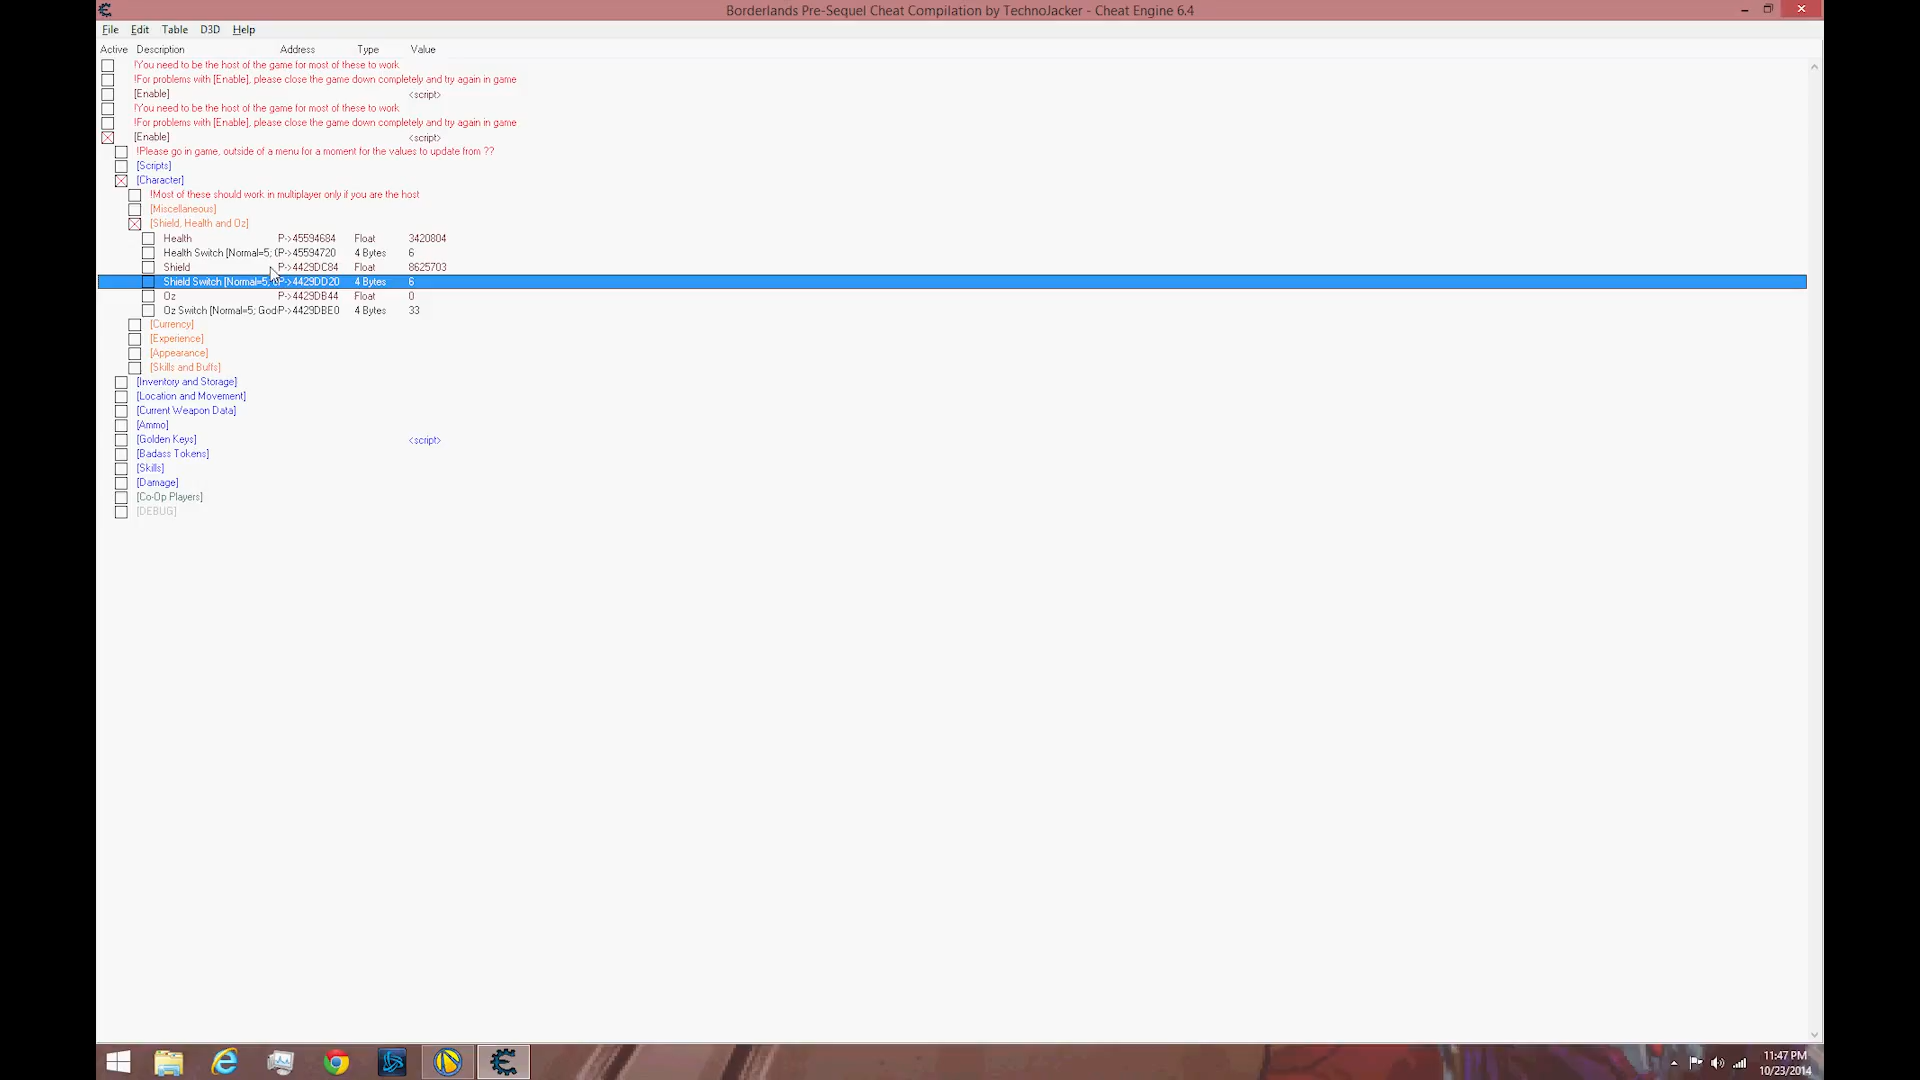 Borderlands Pre-Sequel Cheat Compilation by TechnoJacker - Cheat Engine 6.4
File Edit Table D3D Help
Active Description Address Type Value
!You need to be the host of the game for most of these to work.
!For problems with [Enable], please close the game down completely and try again in game
[Enable] <script>
!You need to be the host of the game for most of these to work.
!For problems with [Enable], please close the game down completely and try again in game
[Enable] <script>
!Please go in game, outside of a menu for a moment for the values to update from ??
[Scripts]
[Character]
!Most of these should work in multiplayer only if you are the host
[Miscellaneous]
[Shield, Health and Oz]
Health P->45594684 Float 3420804
Health Switch [Normal=5; P->45594720 4 Bytes 6
Shield P->4429DC84 Float 8625703
Shield Switch [Normal=5; P->4429DD20 4 Bytes 6
Oz P->4429DB44 Float 0
Oz Switch [Normal=5; God P->4429DBE0 4 Bytes 33
[Currency]
[Experience]
[Appearance]
[Skills and Buffs]
[Inventory and Storage]
[Location and Movement]
[Current Weapon Data]
[Ammo]
[Golden Keys] <script>
[Badass Tokens]
[Skills]
[Damage]
[Co-Op Players]
[DEBUG]
11:47 PM
10/23/2014